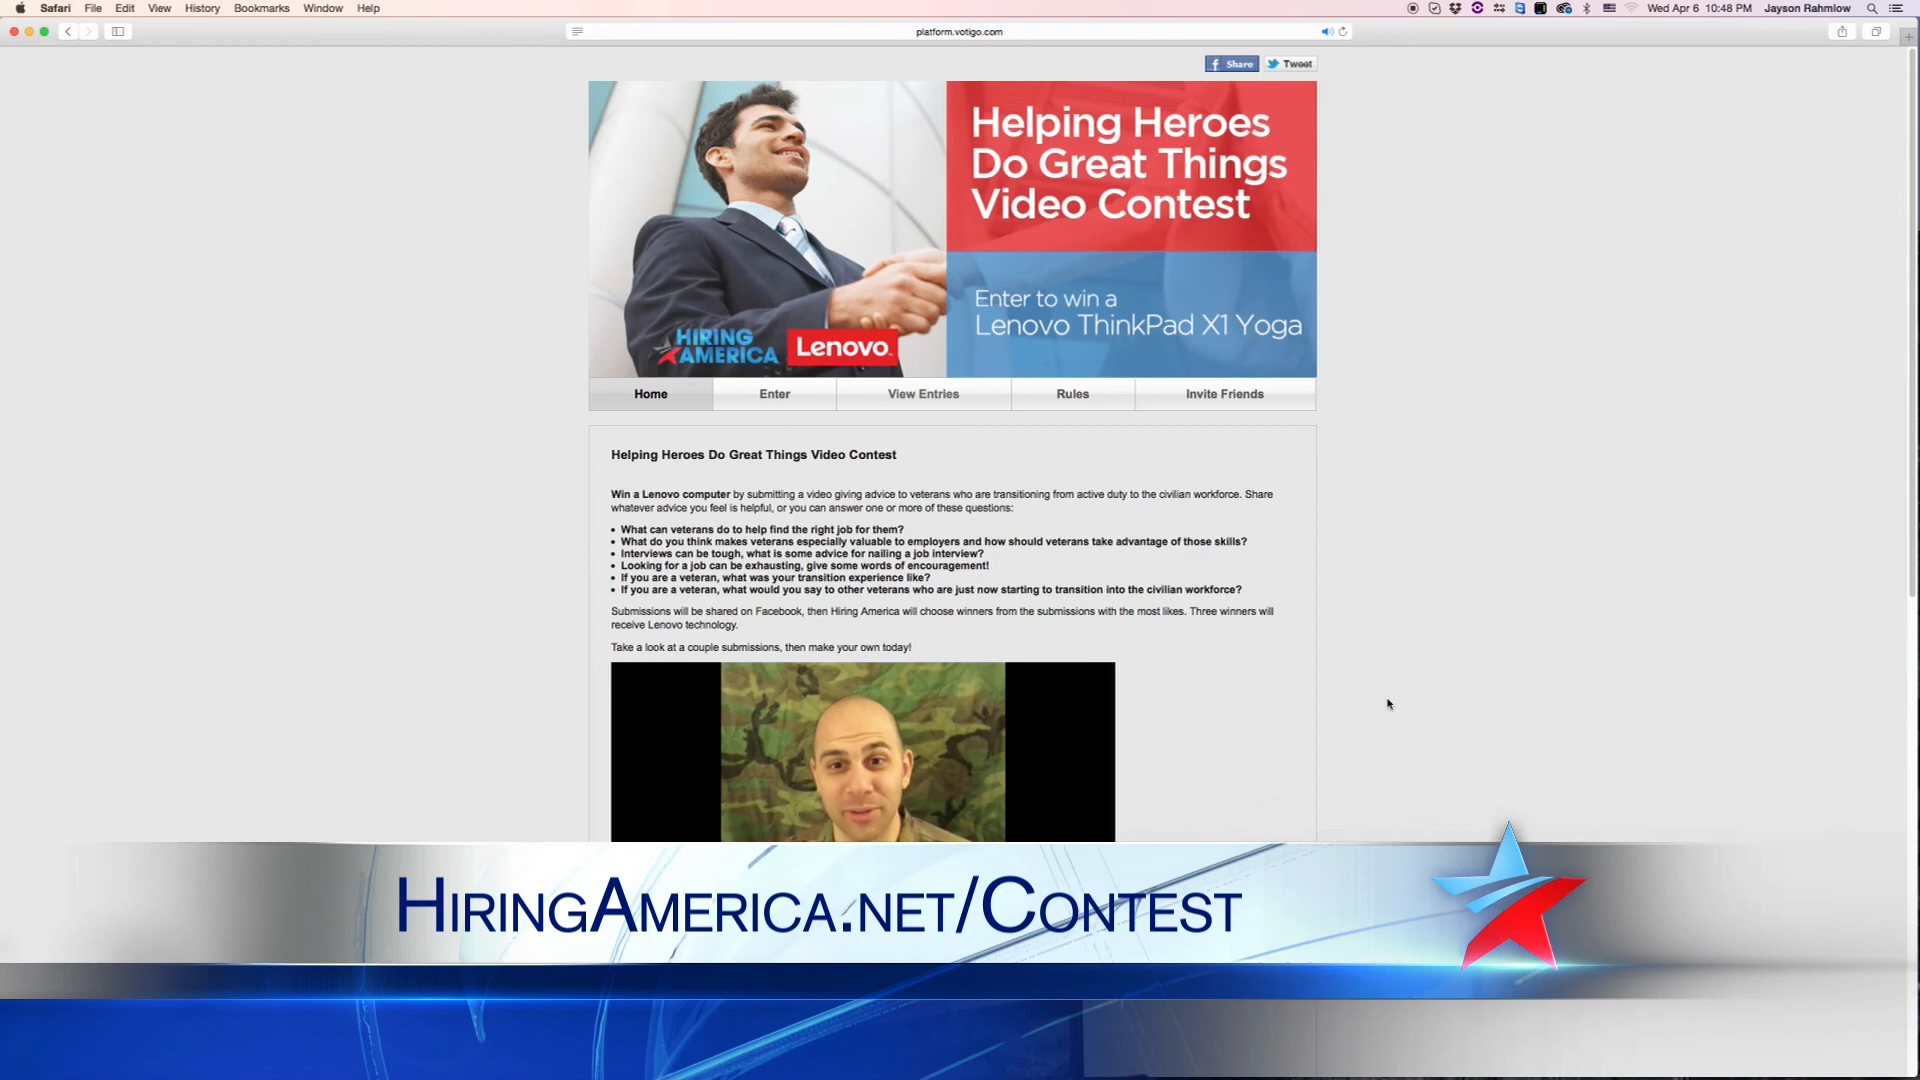 Safari File Edit View History Bookmarks Window Help
Wed Apr 6 10:48 PM Jayson Rahmlow
platform.votigo.com
f Share Tweet
Helping Heroes
Do Great Things
Video Contest
Enter to win a
Lenovo ThinkPad X1 Yoga
HIRING
AMERICA
Lenovo
Home Enter View Entries Rules Invite Friends
Helping Heroes Do Great Things Video Contest
Win a Lenovo computer by submitting a video giving advice to veterans who are transitioning from active duty to the civilian workforce. Share
whatever advice you feel is helpful, or you can answer one or more of these questions:
• What can veterans do to help find the right job for them?
• What do you think makes veterans especially valuable to employers and how should veterans take advantage of those skills?
• Interviews can be tough, what is some advice for nailing a job interview?
• Looking for a job can be exhausting, give some words of encouragement!
• If you are a veteran, what was your transition experience like?
• If you are a veteran, what would you say to other veterans who are just now starting to transition into the civilian workforce?
Submissions will be shared on Facebook, then Hiring America will choose winners from the submissions with the most likes. Three winners will
receive Lenovo technology.
Take a look at a couple submissions, then make your own today!
HIRINGAMERICA.NET/CONTEST